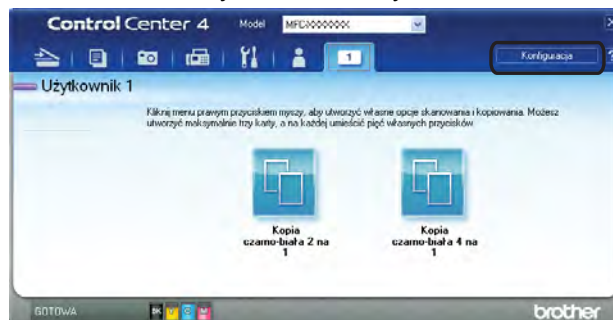 Control Center 4 Model MFCXXXXXXX
1 Konfiguracja ?
Użytkownik 1
Kliknij menu prawym przyciskiem myszy, aby utworzyć własne opcje skanowania i kopiowania. Możesz
utworzyć maksymalnie trzy karty, a na każdej umieścić pięć własnych przycisków
Kopia
czarno-biała 2 na
1
Kopia
czarno-biała 4 na
1
GOTOWA BK Y C M brother